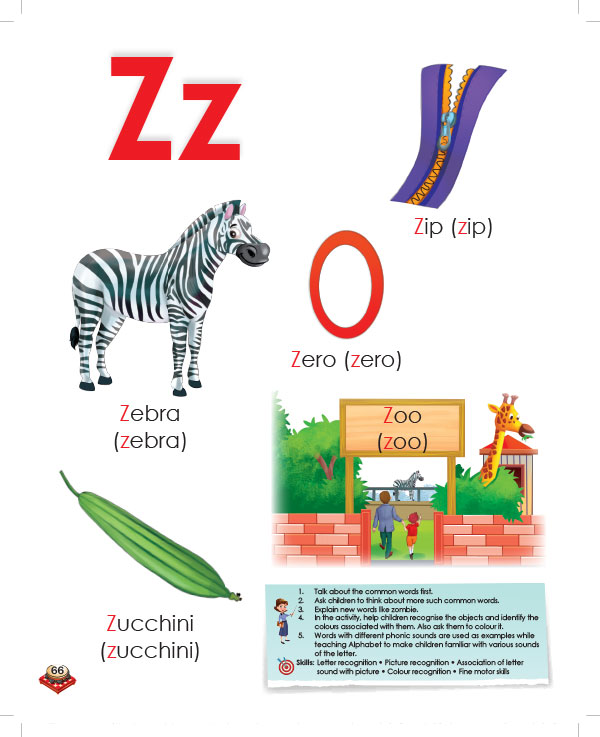 Zz
Zip (zip)
Zero (zero)
Zebra
(zebra)
Zoo
(zoo)
Zucchini
(zucchini)
1. Talk about the common words first.
2. Ask children to think about more such common words.
3. Explain new words like zombie.
4. In the activity, help children recognise the objects and identify the
colours associated with them. Also ask them to colour it.
5. Words with different phonic sounds are used as examples while
teaching Alphabet to make children familiar with various sounds
of the letter.
Skills: Letter recognition • Picture recognition • Association of letter
sound with picture • Colour recognition • Fine motor skills
66